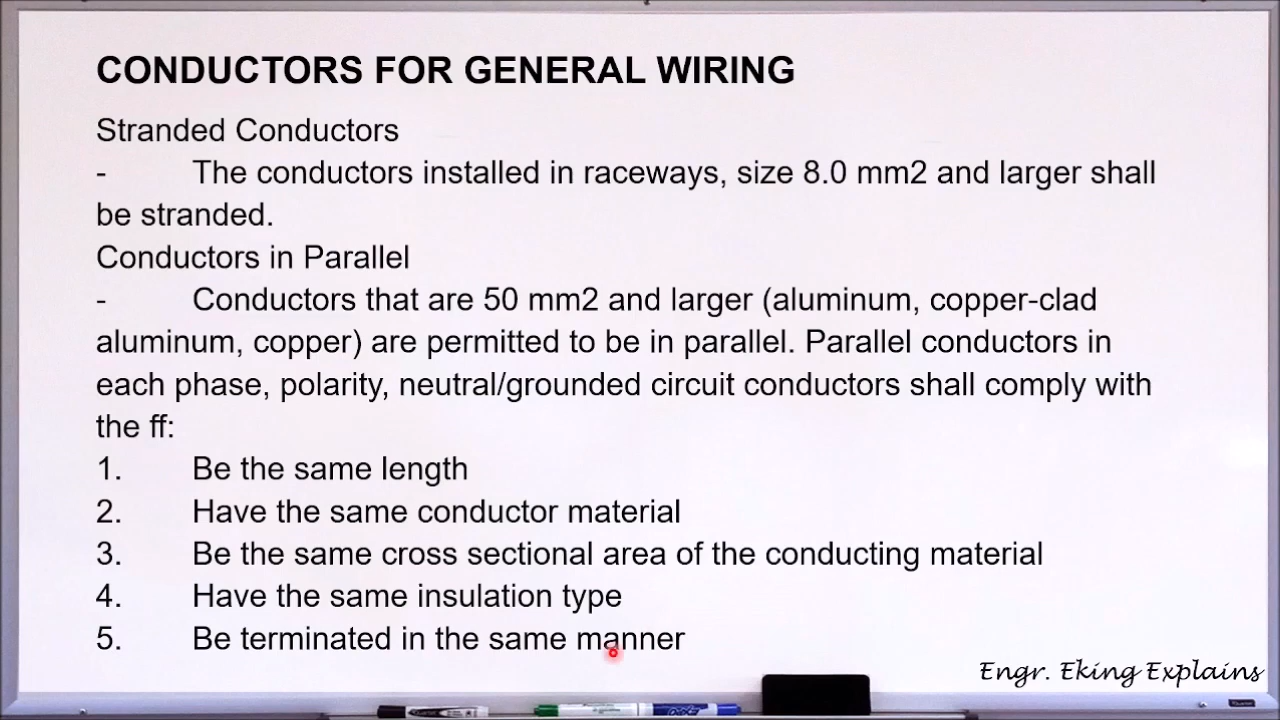 CONDUCTORS FOR GENERAL WIRING
Stranded Conductors
- The conductors installed in raceways, size 8.0 mm2 and larger shall
be stranded.
Conductors in Parallel
- Conductors that are 50 mm2 and larger (aluminum, copper-clad
aluminum, copper) are permitted to be in parallel. Parallel conductors in
each phase, polarity, neutral/grounded circuit conductors shall comply with
the ff:
1. Be the same length
2. Have the same conductor material
3. Be the same cross sectional area of the conducting material
4. Have the same insulation type
5. Be terminated in the same manner
Engr. Eking Explains